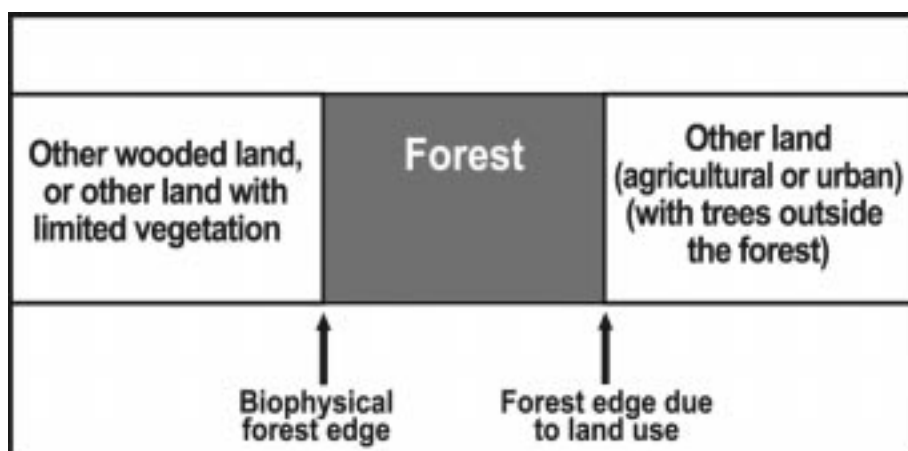 Other wooded land,
or other land with
limited vegetation
Forest
Other land
(agricultural or urban)
(with trees outside
the forest)
Biophysical
forest edge
Forest edge due
to land use